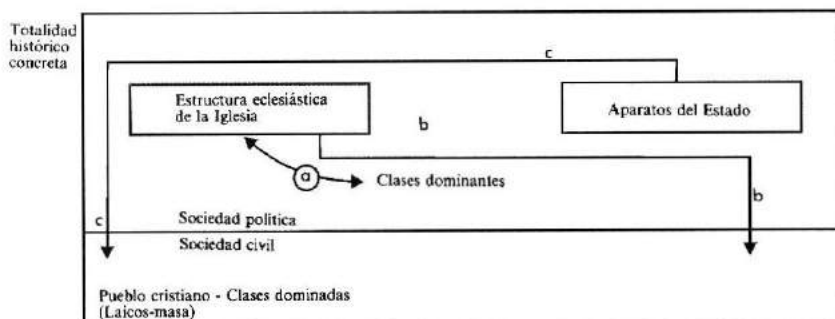 Totalidad
histórico
concreta
c
Estructura eclesiástica
de la Iglesia
b
Aparatos del Estado
a
Clases dominantes
b
c
Sociedad política
Sociedad civil
Pueblo cristiano - Clases dominadas
(Laicos-masa)